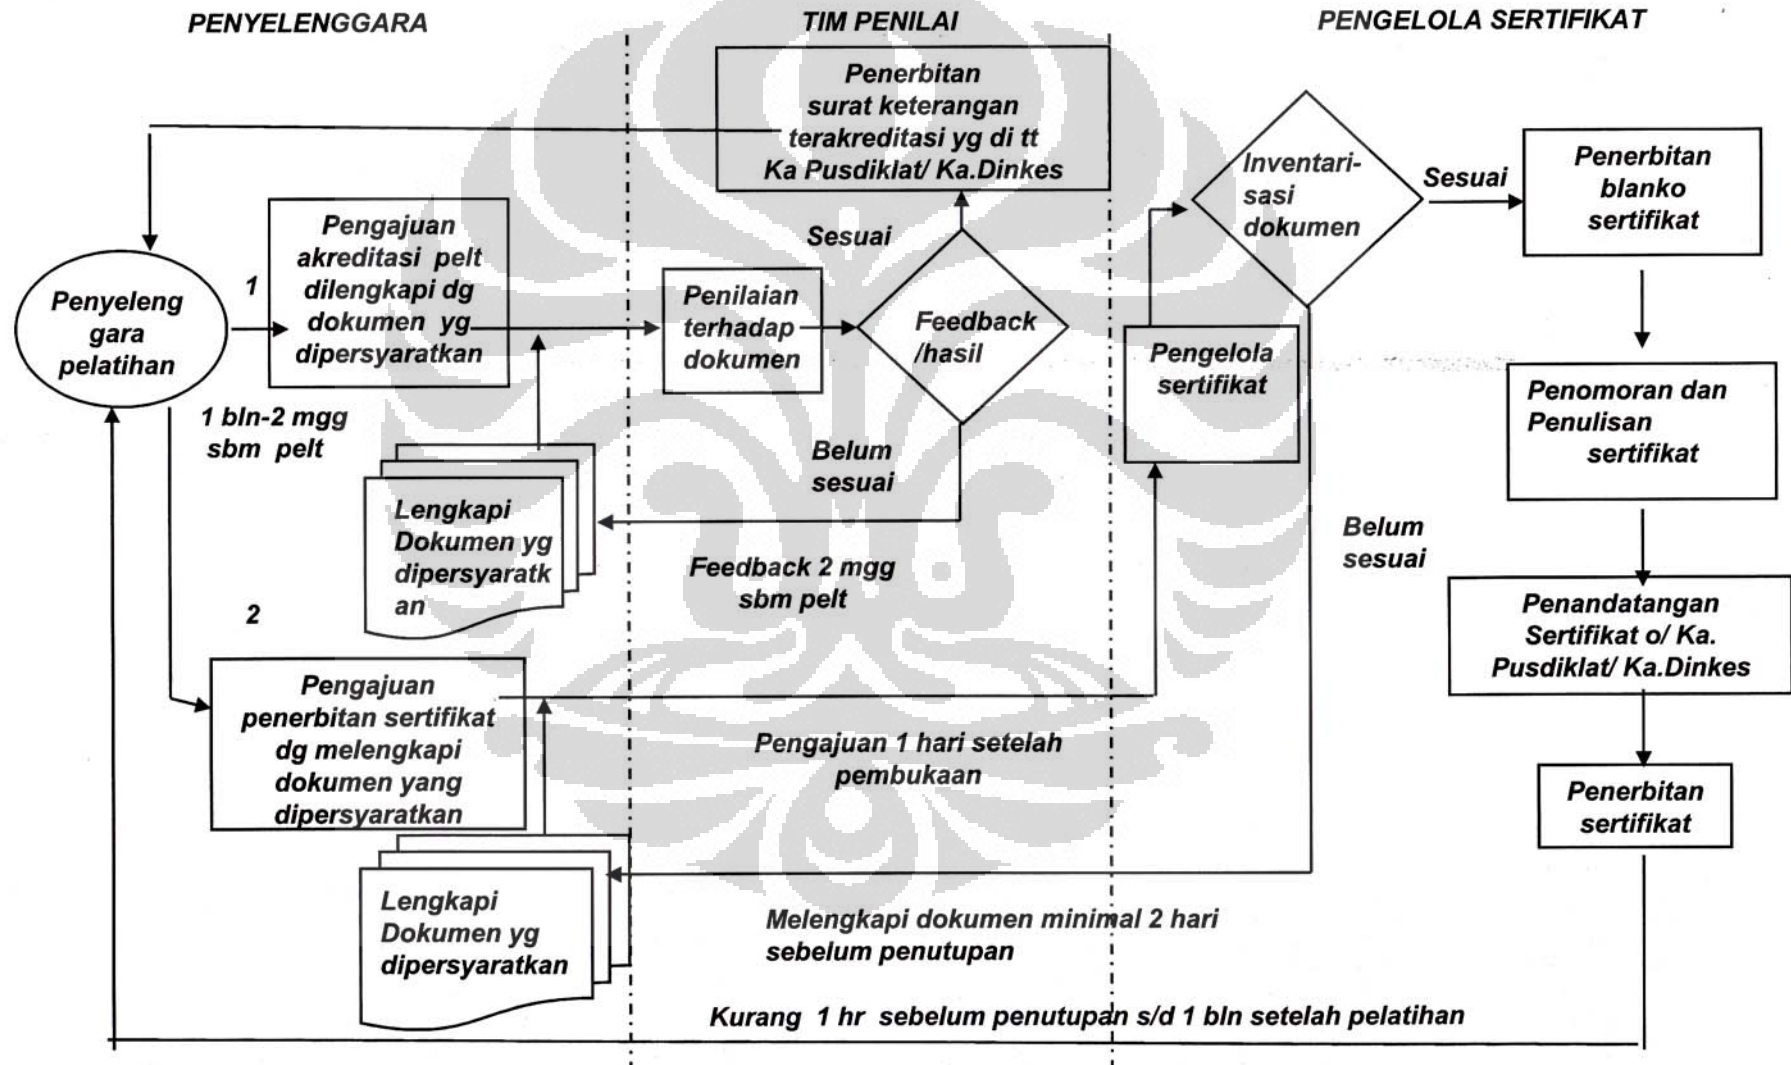 PENYELENGGARA
TIM PENILAI
PENGELOLA SERTIFIKAT
Penerbitan
surat keterangan
terakreditasi yg di tt
Ka Pusdiklat/ Ka.Dinkes
Inventari-
sasi
dokumen
Sesuai
Penerbitan
blanko
sertifikat
Pengajuan
akreditasi pelt
dilengkapi dg
dokumen yg
dipersyaratkan
1
Penyeleng
gara
pelatihan
Sesuai
Penilaian
terhadap
dokumen
Feedback
/hasil
Pengelola
sertifikat
Penomoran dan
Penulisan
sertifikat
1 bln-2 mgg
sbm pelt
Belum
sesuai
Lengkapi
Dokumen yg
dipersyaratk
an
Feedback 2 mgg
sbm pelt
Belum
sesuai
2
Penandatangan
Sertifikat o/ Ka.
Pusdiklat/ Ka.Dinkes
Pengajuan
penerbitan sertifikat
dg melengkapi
dokumen yang
dipersyaratkan
Pengajuan 1 hari setelah
pembukaan
Penerbitan
sertifikat
Lengkapi
Dokumen yg
dipersyaratkan
Melengkapi dokumen minimal 2 hari
sebelum penutupan
Kurang 1 hr sebelum penutupan s/d 1 bln setelah pelatihan